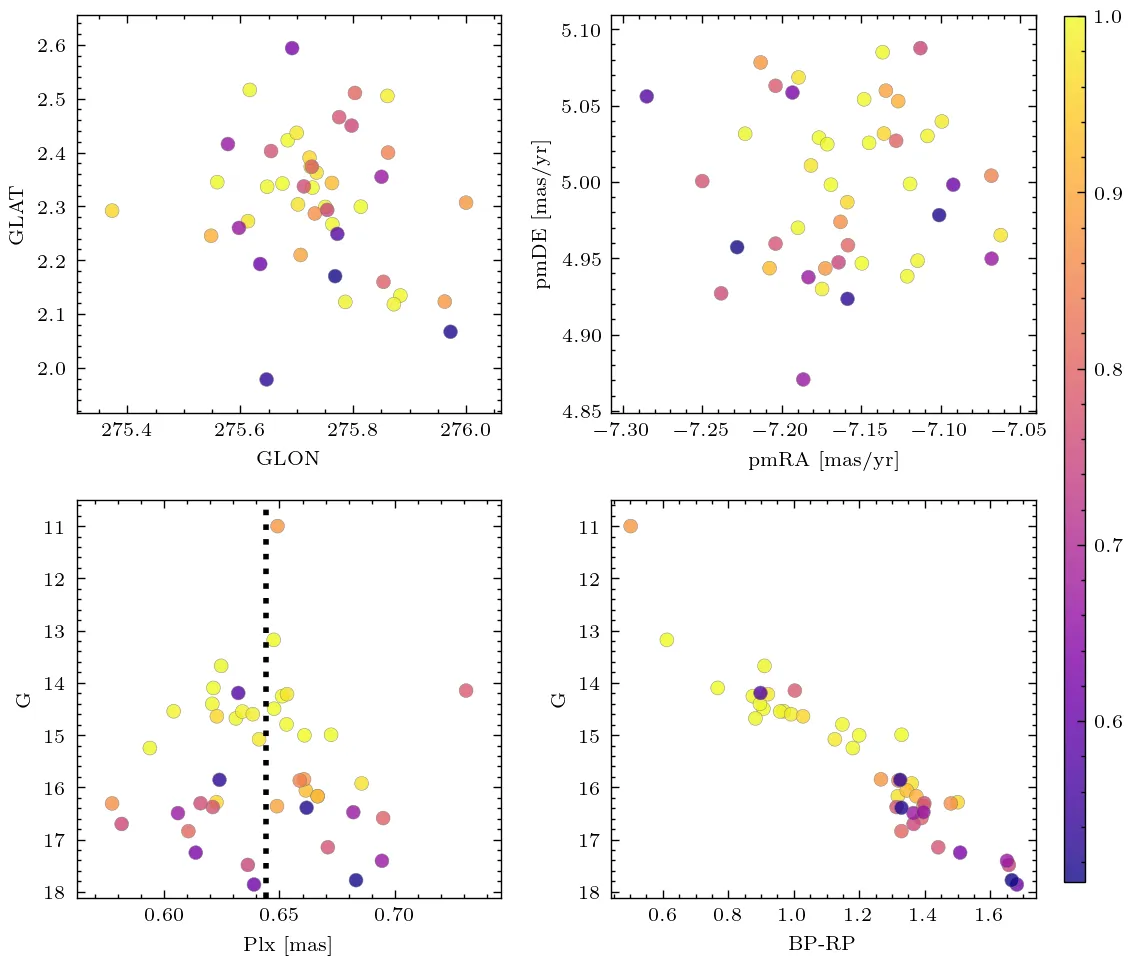 2.6
2.5
2.4
2.3
2.2
2.1
2.0
GLAT
275.4 275.6 275.8 276.0
GLON
5.10
5.05
5.00
4.95
4.90
4.85
pmDE [mas/yr]
−7.30 −7.25 −7.20 −7.15 −7.10 −7.05
pmRA [mas/yr]
11
12
13
14
15
16
17
18
G
0.60 0.65 0.70
Plx [mas]
11
12
13
14
15
16
17
18
G
0.6 0.8 1.0 1.2 1.4 1.6
BP-RP
1.0
0.9
0.8
0.7
0.6